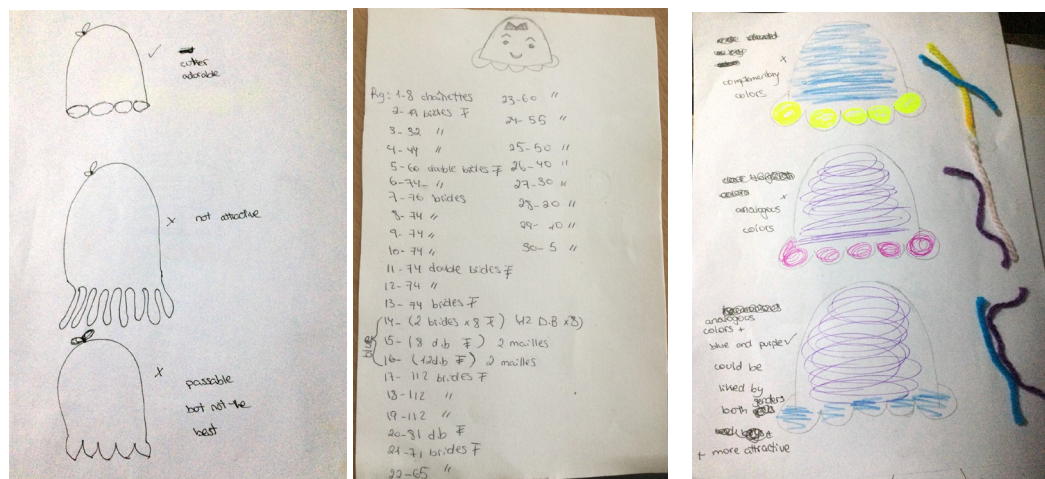 cuter
adorable
not attractive
passable
bot not the
best
Rg: 1-8 chaînettes
2- 19 brides F
3- 32 "
4- 44 "
5- 60 double brides F
6- 74- "
7- 76 brides
8- 74 "
9- 74 "
10- 74 "
11- 74 double brides F
12- 74 "
13- 74 brides F
blue
14- (2 brides x 8 F) (12 D.B x 8)
15- (8 d.b F) 2 mailles
16- (12 d.b F) 2 mailles
17- 112 brides F
18- 112 "
19- 112 "
20- 81 d.b F
21- 71 brides F
22- 65 "
23- 60 "
24- 55 "
25- 50 "
26- 40 "
27- 30 "
28- 20 "
29- 10 "
30- 5 "
x
complementary
colors
x
analogous
colors
analogous
colors +
blue and purple ✓
could be
liked by
both genders
+ more attractive